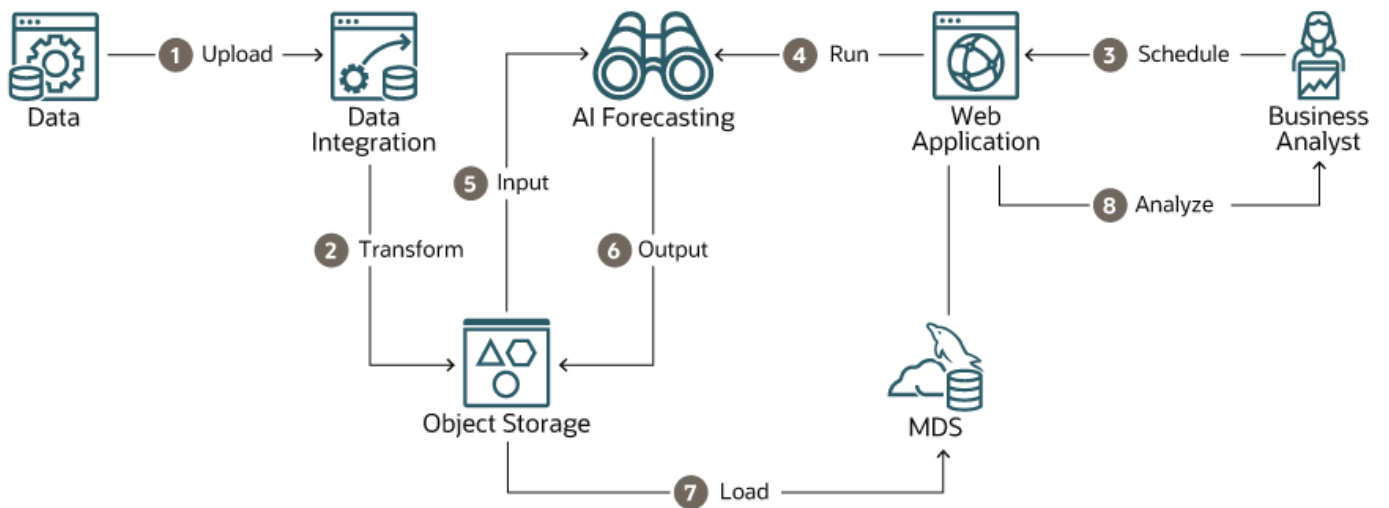 1 Upload
4 Run
3 Schedule
Data
Data
Integration
AI Forecasting
Web
Application
Business
Analyst
5 Input
8 Analyze
2 Transform
6 Output
Object Storage
MDS
7 Load